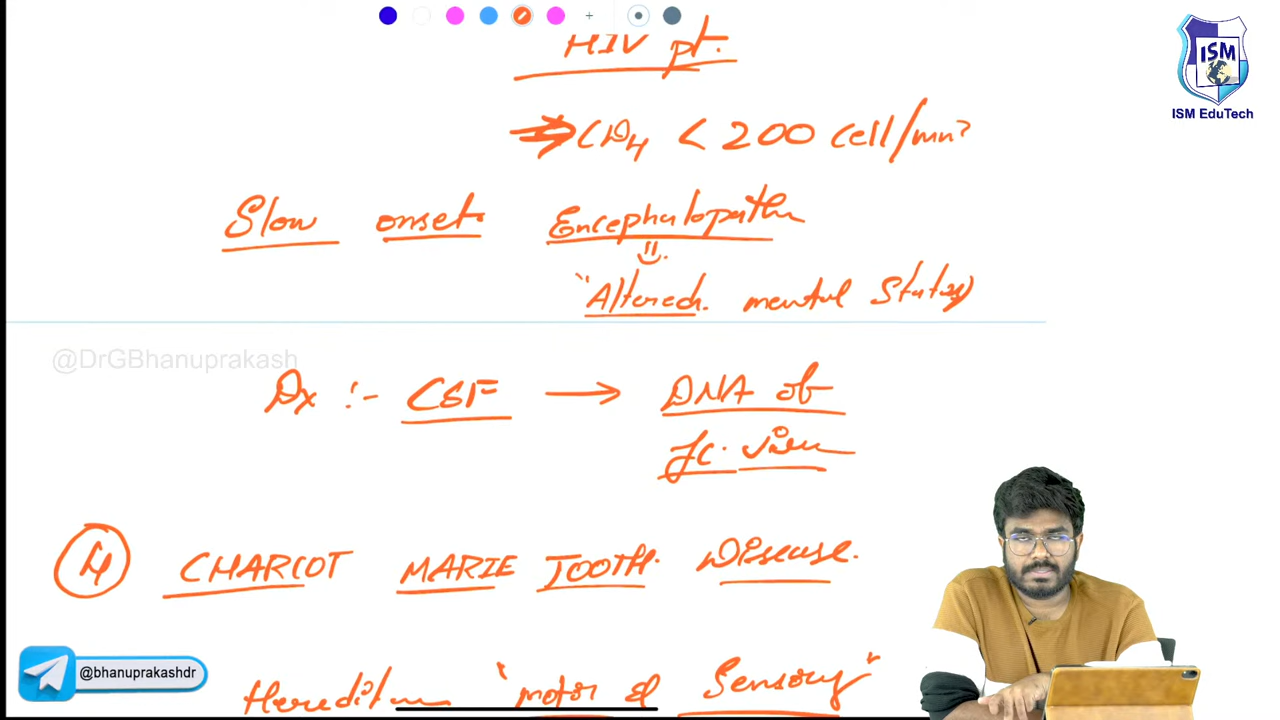 HIV pt.
ISM
ISM EduTech
⇒ CD4 < 200 cell/mm³
Slow onset Encephalopathy
"Altered mental Status"
@DrGBhanuprakash
Dx :- CSF → DNA of
JC. virus
4 CHARCOT MARIE TOOTH Disease.
@bhanuprakashdr
Hereditary "motor & Sensory"